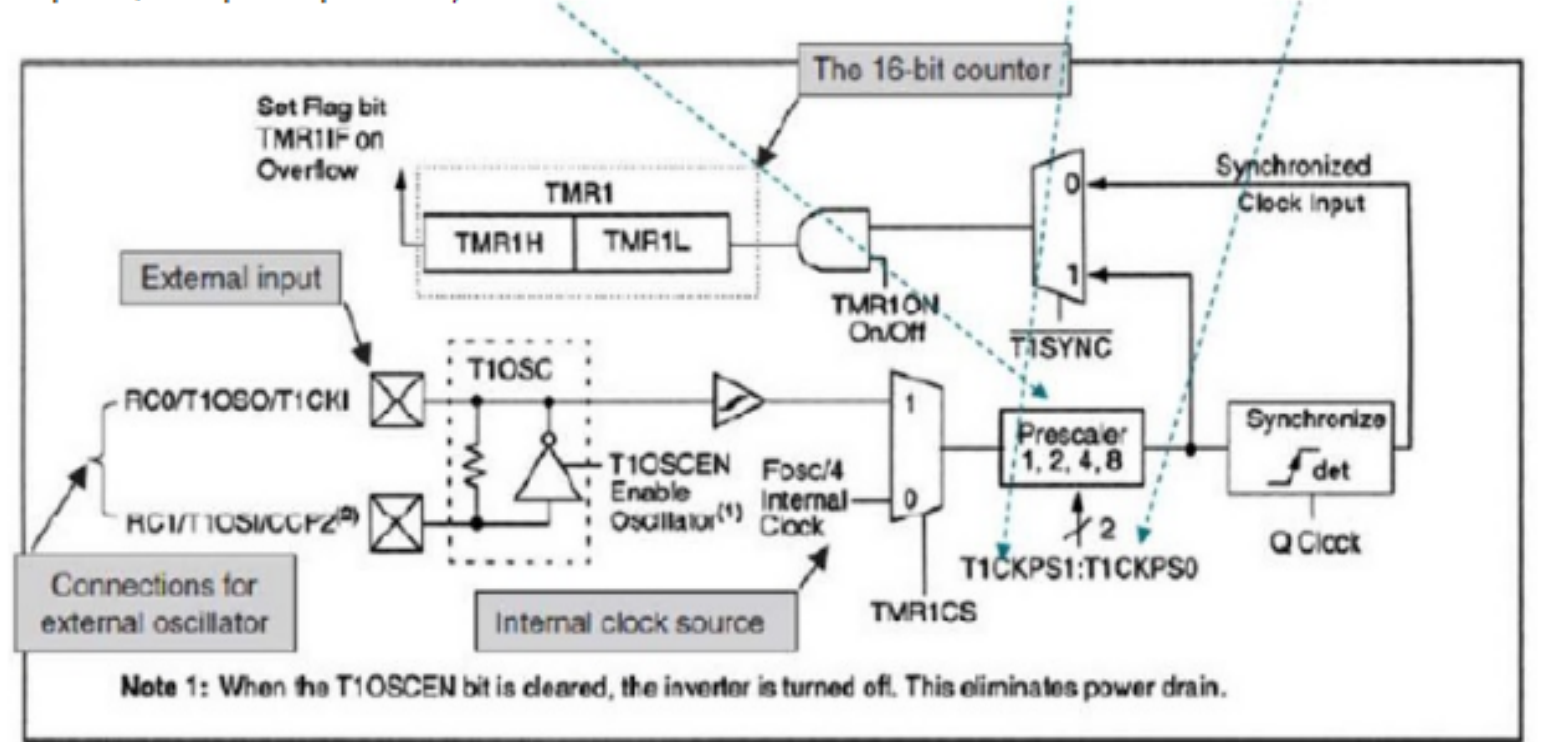 The 16-bit counter
Set Flag bit
TMR1IF on
Overflow
TMR1
TMR1H
TMR1L
0
Synchronized
Clock Input
1
External input
TMR1ON
On/Off
T1SYNC
T1OSC
RC0/T1OSO/T1CKI
1
Prescaler
1, 2, 4, 8
Synchronize
det
T1OSCEN
Enable
Oscillator(1)
Fosc/4
Internal
Clock
0
RC1/T1OSI/CCP2(2)
2
Q Clock
T1CKPS1:T1CKPS0
Connections for
external oscillator
Internal clock source
TMR1CS
Note 1: When the T1OSCEN bit is cleared, the inverter is turned off. This eliminates power drain.